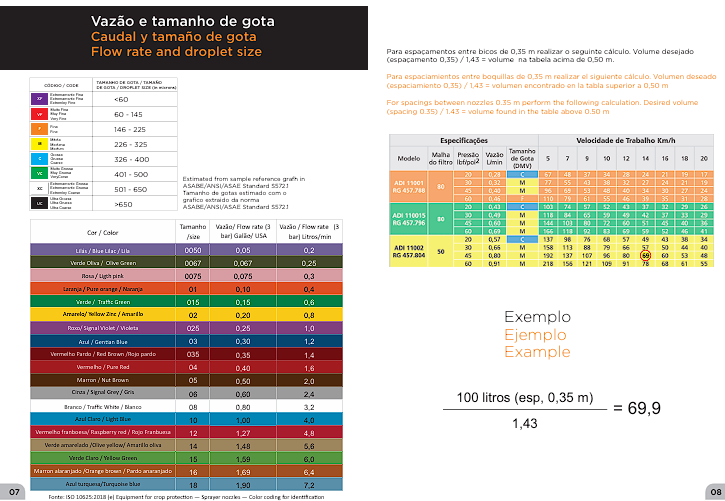 Vazão e tamanho de gota
Caudal y tamaño de gota
Flow rate and droplet size
CÓDIGO / CODE TAMANHO DE GOTA / TAMAÑO
DE GOTA / DROPLET SIZE (in microns)
XF Extremamente Fina
Extremamente Fino
Extremley Fine <60
VF Muito Fina
Muy Fina
Very Fine 60 - 145
F Fina
Fino
Fine 146 - 225
M Média
Mediana
Medium 226 - 325
C Grossa
Gruesa
Coarse 326 - 400
VC Muito Grossa
Muy Gruesa
VeryCoarse 401 - 500
XC Extremamente Grossa
Extremamente Gruesa
Extremley Coarse 501 - 650
UC Ultra Grossa
Ultra Gruesa
Ultra Coarse >650
Estimated from sample reference grafh in
ASABE/ANSI/ASAE Standard S572.1
Tamanho de gotas estimado com o
grafico extraido da norma
ASABE/ANSI/ASAE Standard S572.1
Cor / Color Tamanho /size Vazão/ Flow rate (3 bar) Galão/ USA Vazão / Flow rate (3 bar) Litros/min
Lilás / Blue Lilac / Lila 0050 0,05 0,2
Verde Oliva / Olive Green 0067 0,067 0,25
Rosa / Ligth pink 0075 0,075 0,3
Laranja / Pure orange / Naranja 01 0,10 0,4
Verde / Traffic Green 015 0,15 0,6
Amarelo/ Yellow Zinc / Amarillo 02 0,20 0,8
Roxo/ Signal Violet / Violeta 025 0,25 1,0
Azul / Gentian Blue 03 0,30 1,2
Vermelho Pardo / Red Brown /Rojo pardo 035 0,35 1,4
Vermelho / Pure Red 04 0,40 1,6
Marron / Nut Brown 05 0,50 2,0
Cinza / Signal Grey / Gris 06 0,60 2,4
Branco / Traffic White / Blanco 08 0,80 3,2
Azul Claro / Light Blue 10 1,00 4,0
Vermelho franboesa/ Raspberry red / Rojo Franbuesa 12 1,27 4,8
Verde amarelado /Olive yellow/ Amarillo oliva 14 1,48 5,6
Verde Claro / Yellow Green 15 1,59 6,0
Marron alaranjado /Orange brown / Pardo anaranjado 16 1,69 6,4
Azul turquesa/Turquoise blue 18 1,90 7,2
07 Fonte: ISO 10625:2018 (e) Equipment for crop protection — Sprayer nozzles — Color coding for identification
Para espaçamentos entre bicos de 0,35 m realizar o seguinte cálculo. Volume desejado
(espaçamento 0,35) / 1,43 = volume na tabela acima de 0,50 m.
Para espaciamientos entre boquillas de 0,35 m realizar el siguiente cálculo. Volumen deseado
(espaciamiento 0,35) / 1,43 = volumen encontrado en la tabla superior a 0,50 m
For spacings between nozzles 0.35 m perform the following calculation. Desired volume
(spacing 0.35) / 1,43 = volume found in the table above 0.50 m.
Especificações Velocidade de Trabalho Km/h
Modelo Malha do filtro Pressão lbf/pol2 Vazão l/min Tamanho de Gota (DMV) 5 7 9 10 12 14 16 18 20
ADI 11001
RG 457.788 80
20 0,28 C 67 48 37 34 28 24 21 19 17
30 0,32 M 77 55 43 38 32 27 24 21 19
45 0,40 M 96 69 53 48 40 34 30 27 24
60 0,46 F 110 79 61 55 46 39 35 31 28
ADI 110015
RG 457.796 80
20 0,43 C 103 74 57 52 43 37 32 29 26
30 0,49 M 118 84 65 59 49 42 37 33 29
45 0,60 M 144 103 80 72 60 51 45 40 36
60 0,69 M 166 118 92 83 69 59 52 46 41
ADI 11002
RG 457.804 50
20 0,57 C 137 98 76 68 57 49 43 38 34
30 0,66 M 158 113 88 79 66 57 50 44 40
45 0,80 M 192 137 107 96 80 69 60 53 48
60 0,91 M 218 156 121 109 91 78 68 61 55
Exemplo
Ejemplo
Example
100 litros (esp, 0,35 m)
1,43
= 69,9
08